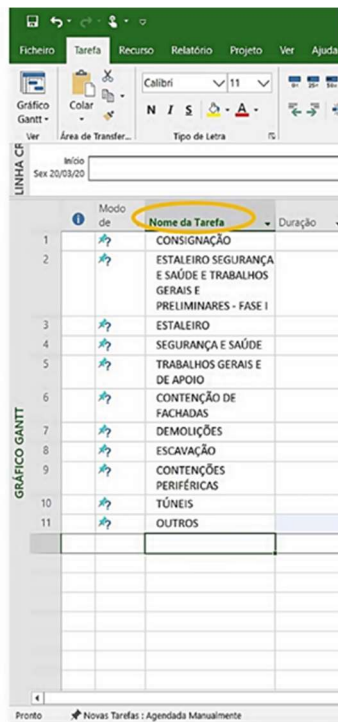 Ficheiro Tarefa Recurso Relatório Projeto Ver Ajuda
Calibri 11
Gráfico Gantt
Colar
N I S A
0% 25% 50%
Ver Área de Transfer... Tipo de Letra
LINHA CR
Início
Sex 20/03/20
Modo de
Nome da Tarefa
Duração
GRÁFICO GANTT
1 CONSIGNAÇÃO
2 ESTALEIRO SEGURANÇA
E SAÚDE E TRABALHOS
GERAIS E
PRELIMINARES - FASE I
3 ESTALEIRO
4 SEGURANÇA E SAÚDE
5 TRABALHOS GERAIS E
DE APOIO
6 CONTENÇÃO DE
FACHADAS
7 DEMOLIÇÕES
8 ESCAVAÇÃO
9 CONTENÇÕES
PERIFÉRICAS
10 TÚNEIS
11 OUTROS
Pronto Novas Tarefas : Agendada Manualmente